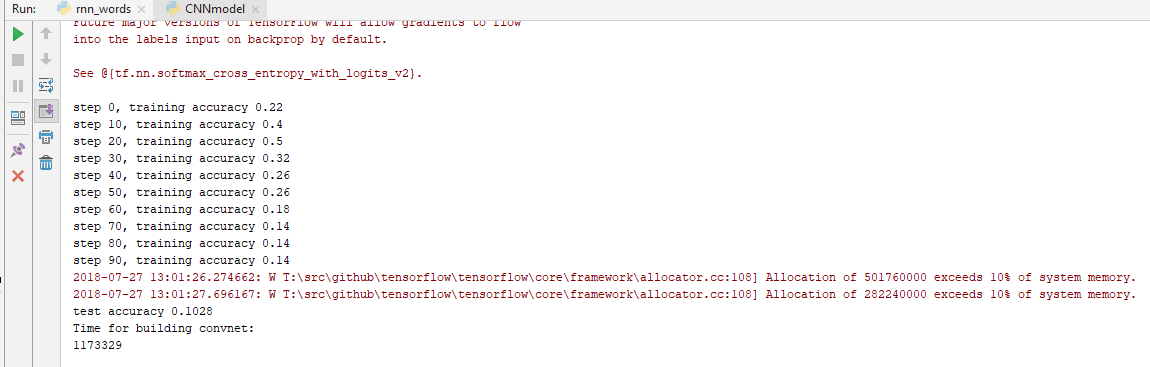 Run: rnn_words × CNNmodel ×
Future major versions of TensorFlow will allow gradients to flow
into the labels input on backprop by default.
See @{tf.nn.softmax_cross_entropy_with_logits_v2}.
step 0, training accuracy 0.22
step 10, training accuracy 0.4
step 20, training accuracy 0.5
step 30, training accuracy 0.32
step 40, training accuracy 0.26
step 50, training accuracy 0.26
step 60, training accuracy 0.18
step 70, training accuracy 0.14
step 80, training accuracy 0.14
step 90, training accuracy 0.14
2018-07-27 13:01:26.274662: W T:\src\github\tensorflow\tensorflow\core\framework\allocator.cc:108] Allocation of 501760000 exceeds 10% of system memory.
2018-07-27 13:01:27.696167: W T:\src\github\tensorflow\tensorflow\core\framework\allocator.cc:108] Allocation of 282240000 exceeds 10% of system memory.
test accuracy 0.1028
Time for building convnet:
1173329